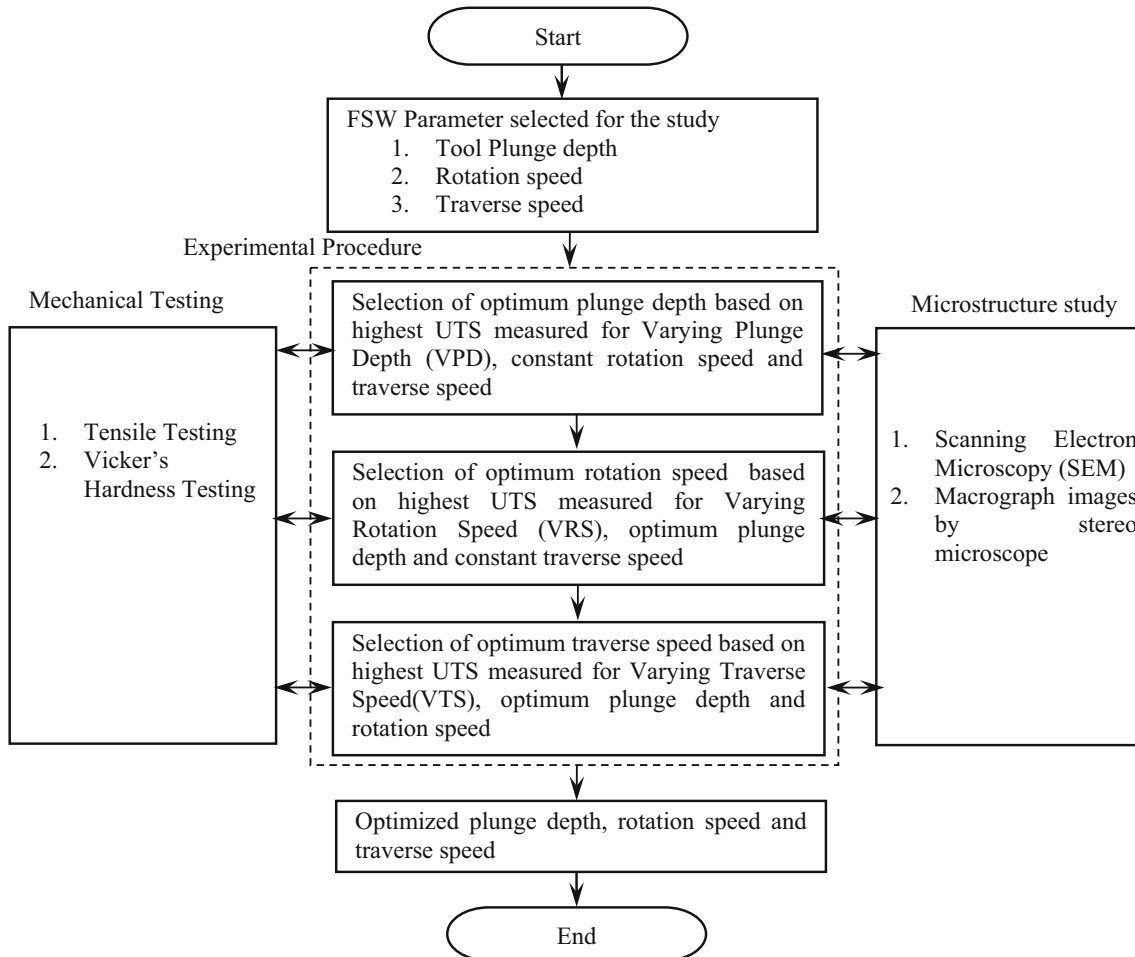 Start
FSW Parameter selected for the study
1. Tool Plunge depth
2. Rotation speed
3. Traverse speed
Experimental Procedure
Mechanical Testing
1. Tensile Testing
2. Vicker's
Hardness Testing
Selection of optimum plunge depth based on
highest UTS measured for Varying Plunge
Depth (VPD), constant rotation speed and
traverse speed
Selection of optimum rotation speed based
on highest UTS measured for Varying
Rotation Speed (VRS), optimum plunge
depth and constant traverse speed
Selection of optimum traverse speed based on
highest UTS measured for Varying Traverse
Speed(VTS), optimum plunge depth and
rotation speed
Microstructure study
1. Scanning Electron
Microscopy (SEM)
2. Macrograph images
by stereo
microscope
Optimized plunge depth, rotation speed and
traverse speed
End